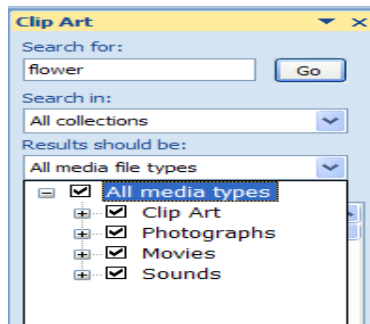 Clip Art
Search for:
flower
Go
Search in:
All collections
Results should be:
All media file types
All media types
Clip Art
Photographs
Movies
Sounds